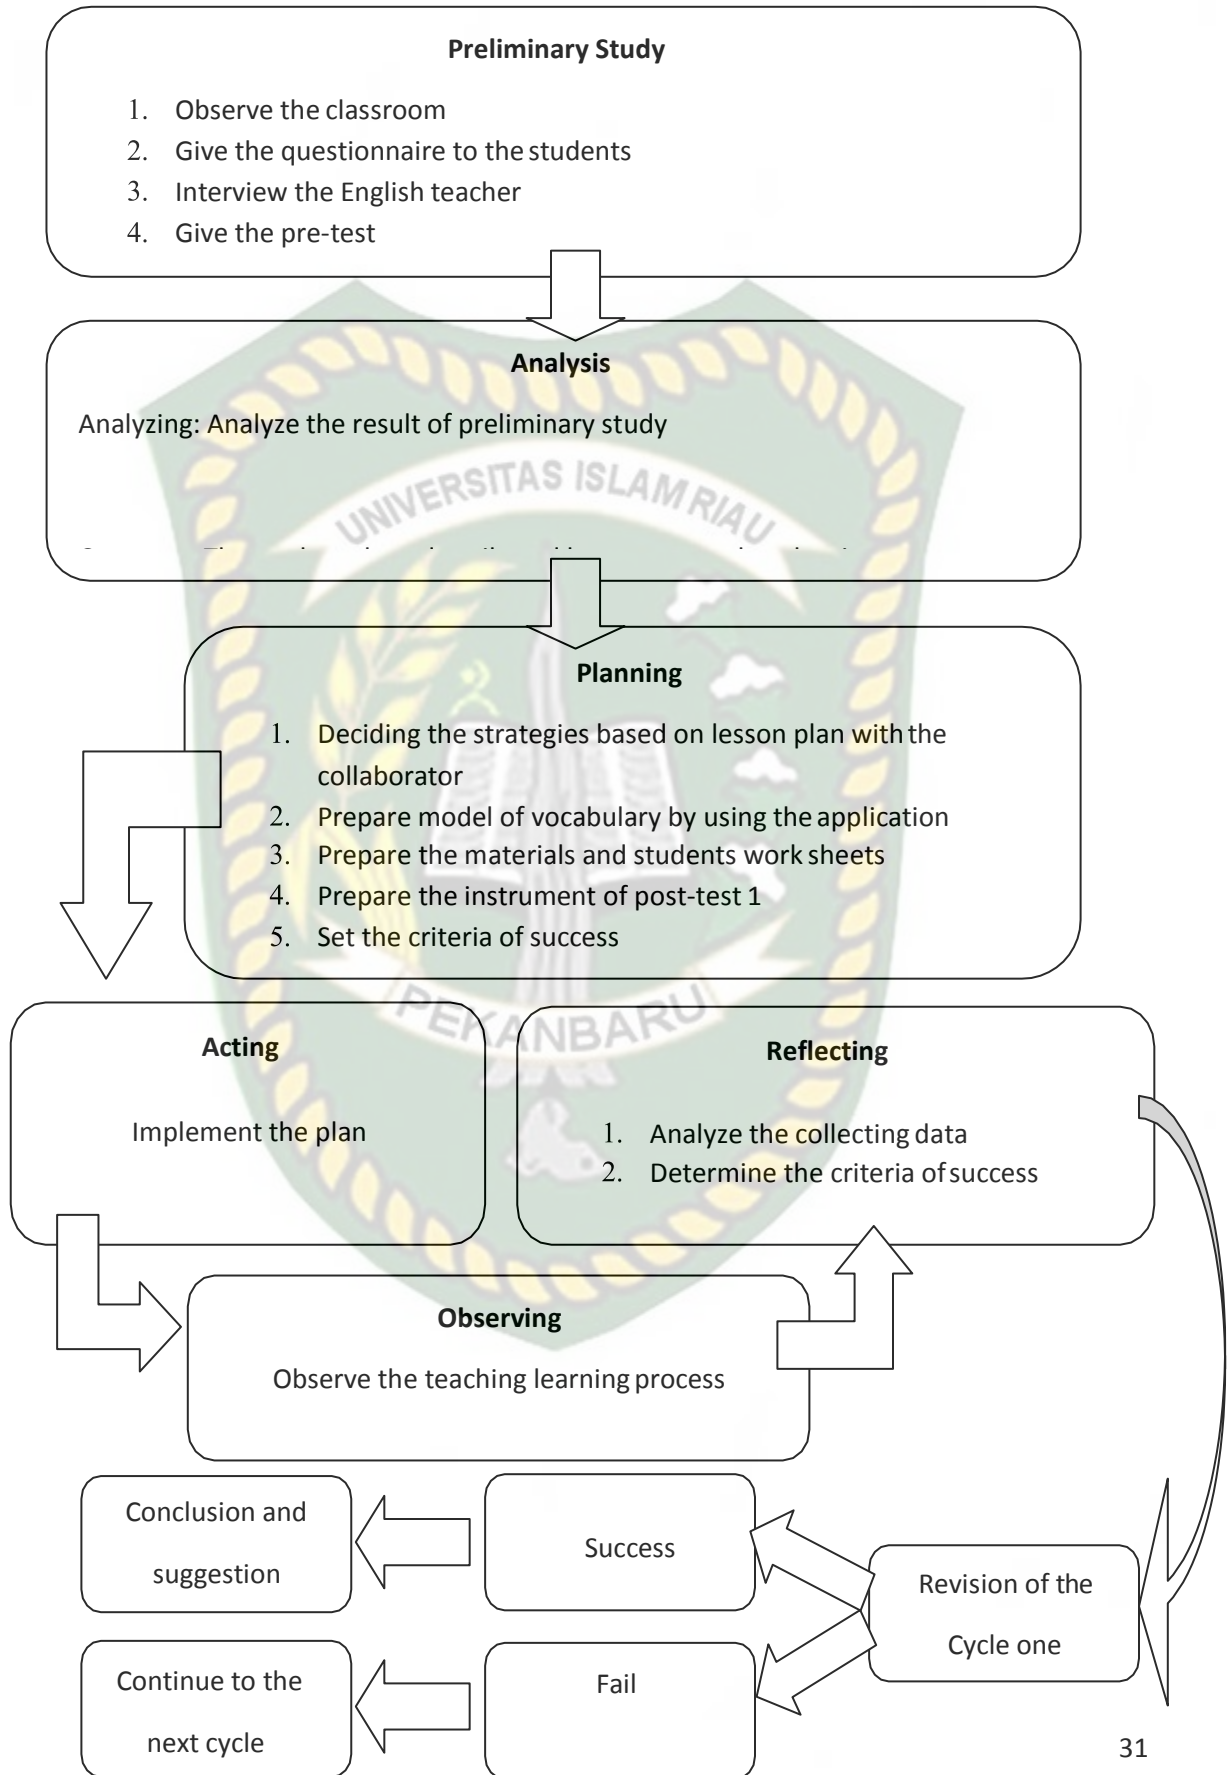 Preliminary Study
1. Observe the classroom
2. Give the questionnaire to the students
3. Interview the English teacher
4. Give the pre-test
Analysis
Analyzing: Analyze the result of preliminary study
UNIVERSITAS ISLAM RIAU
Planning
1. Deciding the strategies based on lesson plan with the
collaborator
2. Prepare model of vocabulary by using the application
3. Prepare the materials and students work sheets
4. Prepare the instrument of post-test 1
5. Set the criteria of success
PEKANBARU
Acting
Implement the plan
Reflecting
1. Analyze the collecting data
2. Determine the criteria of success
Observing
Observe the teaching learning process
Conclusion and
suggestion
Success
Revision of the
Cycle one
Continue to the
next cycle
Fail
31